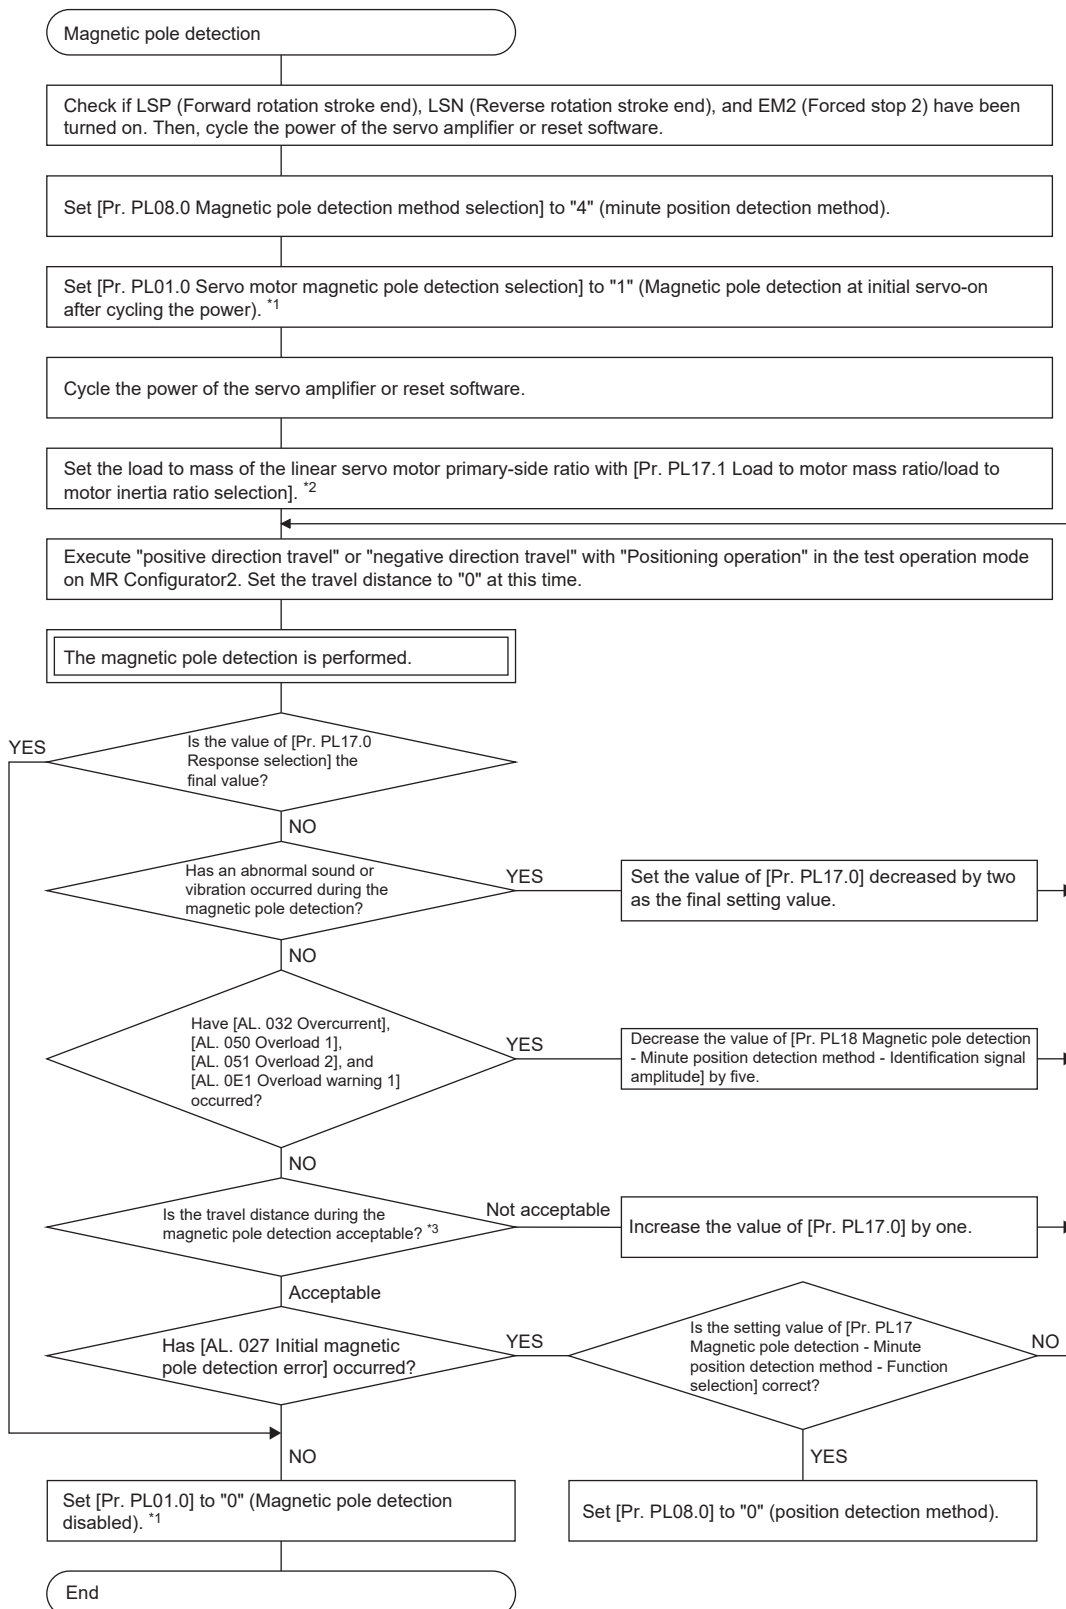 Magnetic pole detection
Check if LSP (Forward rotation stroke end), LSN (Reverse rotation stroke end), and EM2 (Forced stop 2) have been
turned on. Then, cycle the power of the servo amplifier or reset software.
Set [Pr. PL08.0 Magnetic pole detection method selection] to "4" (minute position detection method).
Set [Pr. PL01.0 Servo motor magnetic pole detection selection] to "1" (Magnetic pole detection at initial servo-on
after cycling the power). *1
Cycle the power of the servo amplifier or reset software.
Set the load to mass of the linear servo motor primary-side ratio with [Pr. PL17.1 Load to motor mass ratio/load to
motor inertia ratio selection]. *2
Execute "positive direction travel" or "negative direction travel" with "Positioning operation" in the test operation mode
on MR Configurator2. Set the travel distance to "0" at this time.
The magnetic pole detection is performed.
YES
Is the value of [Pr. PL17.0
Response selection] the
final value?
NO
Has an abnormal sound or
vibration occurred during the
magnetic pole detection?
YES
Set the value of [Pr. PL17.0] decreased by two
as the final setting value.
NO
Have [AL. 032 Overcurrent],
[AL. 050 Overload 1],
[AL. 051 Overload 2], and
[AL. 0E1 Overload warning 1]
occurred?
YES
Decrease the value of [Pr. PL18 Magnetic pole detection
- Minute position detection method - Identification signal
amplitude] by five.
NO
Is the travel distance during the
magnetic pole detection acceptable? *3
Not acceptable
Increase the value of [Pr. PL17.0] by one.
Acceptable
Has [AL. 027 Initial magnetic
pole detection error] occurred?
YES
Is the setting value of [Pr. PL17
Magnetic pole detection - Minute
position detection method - Function
selection] correct?
NO
NO
YES
Set [Pr. PL01.0] to "0" (Magnetic pole detection
disabled). *1
Set [Pr. PL08.0] to "0" (position detection method).
End